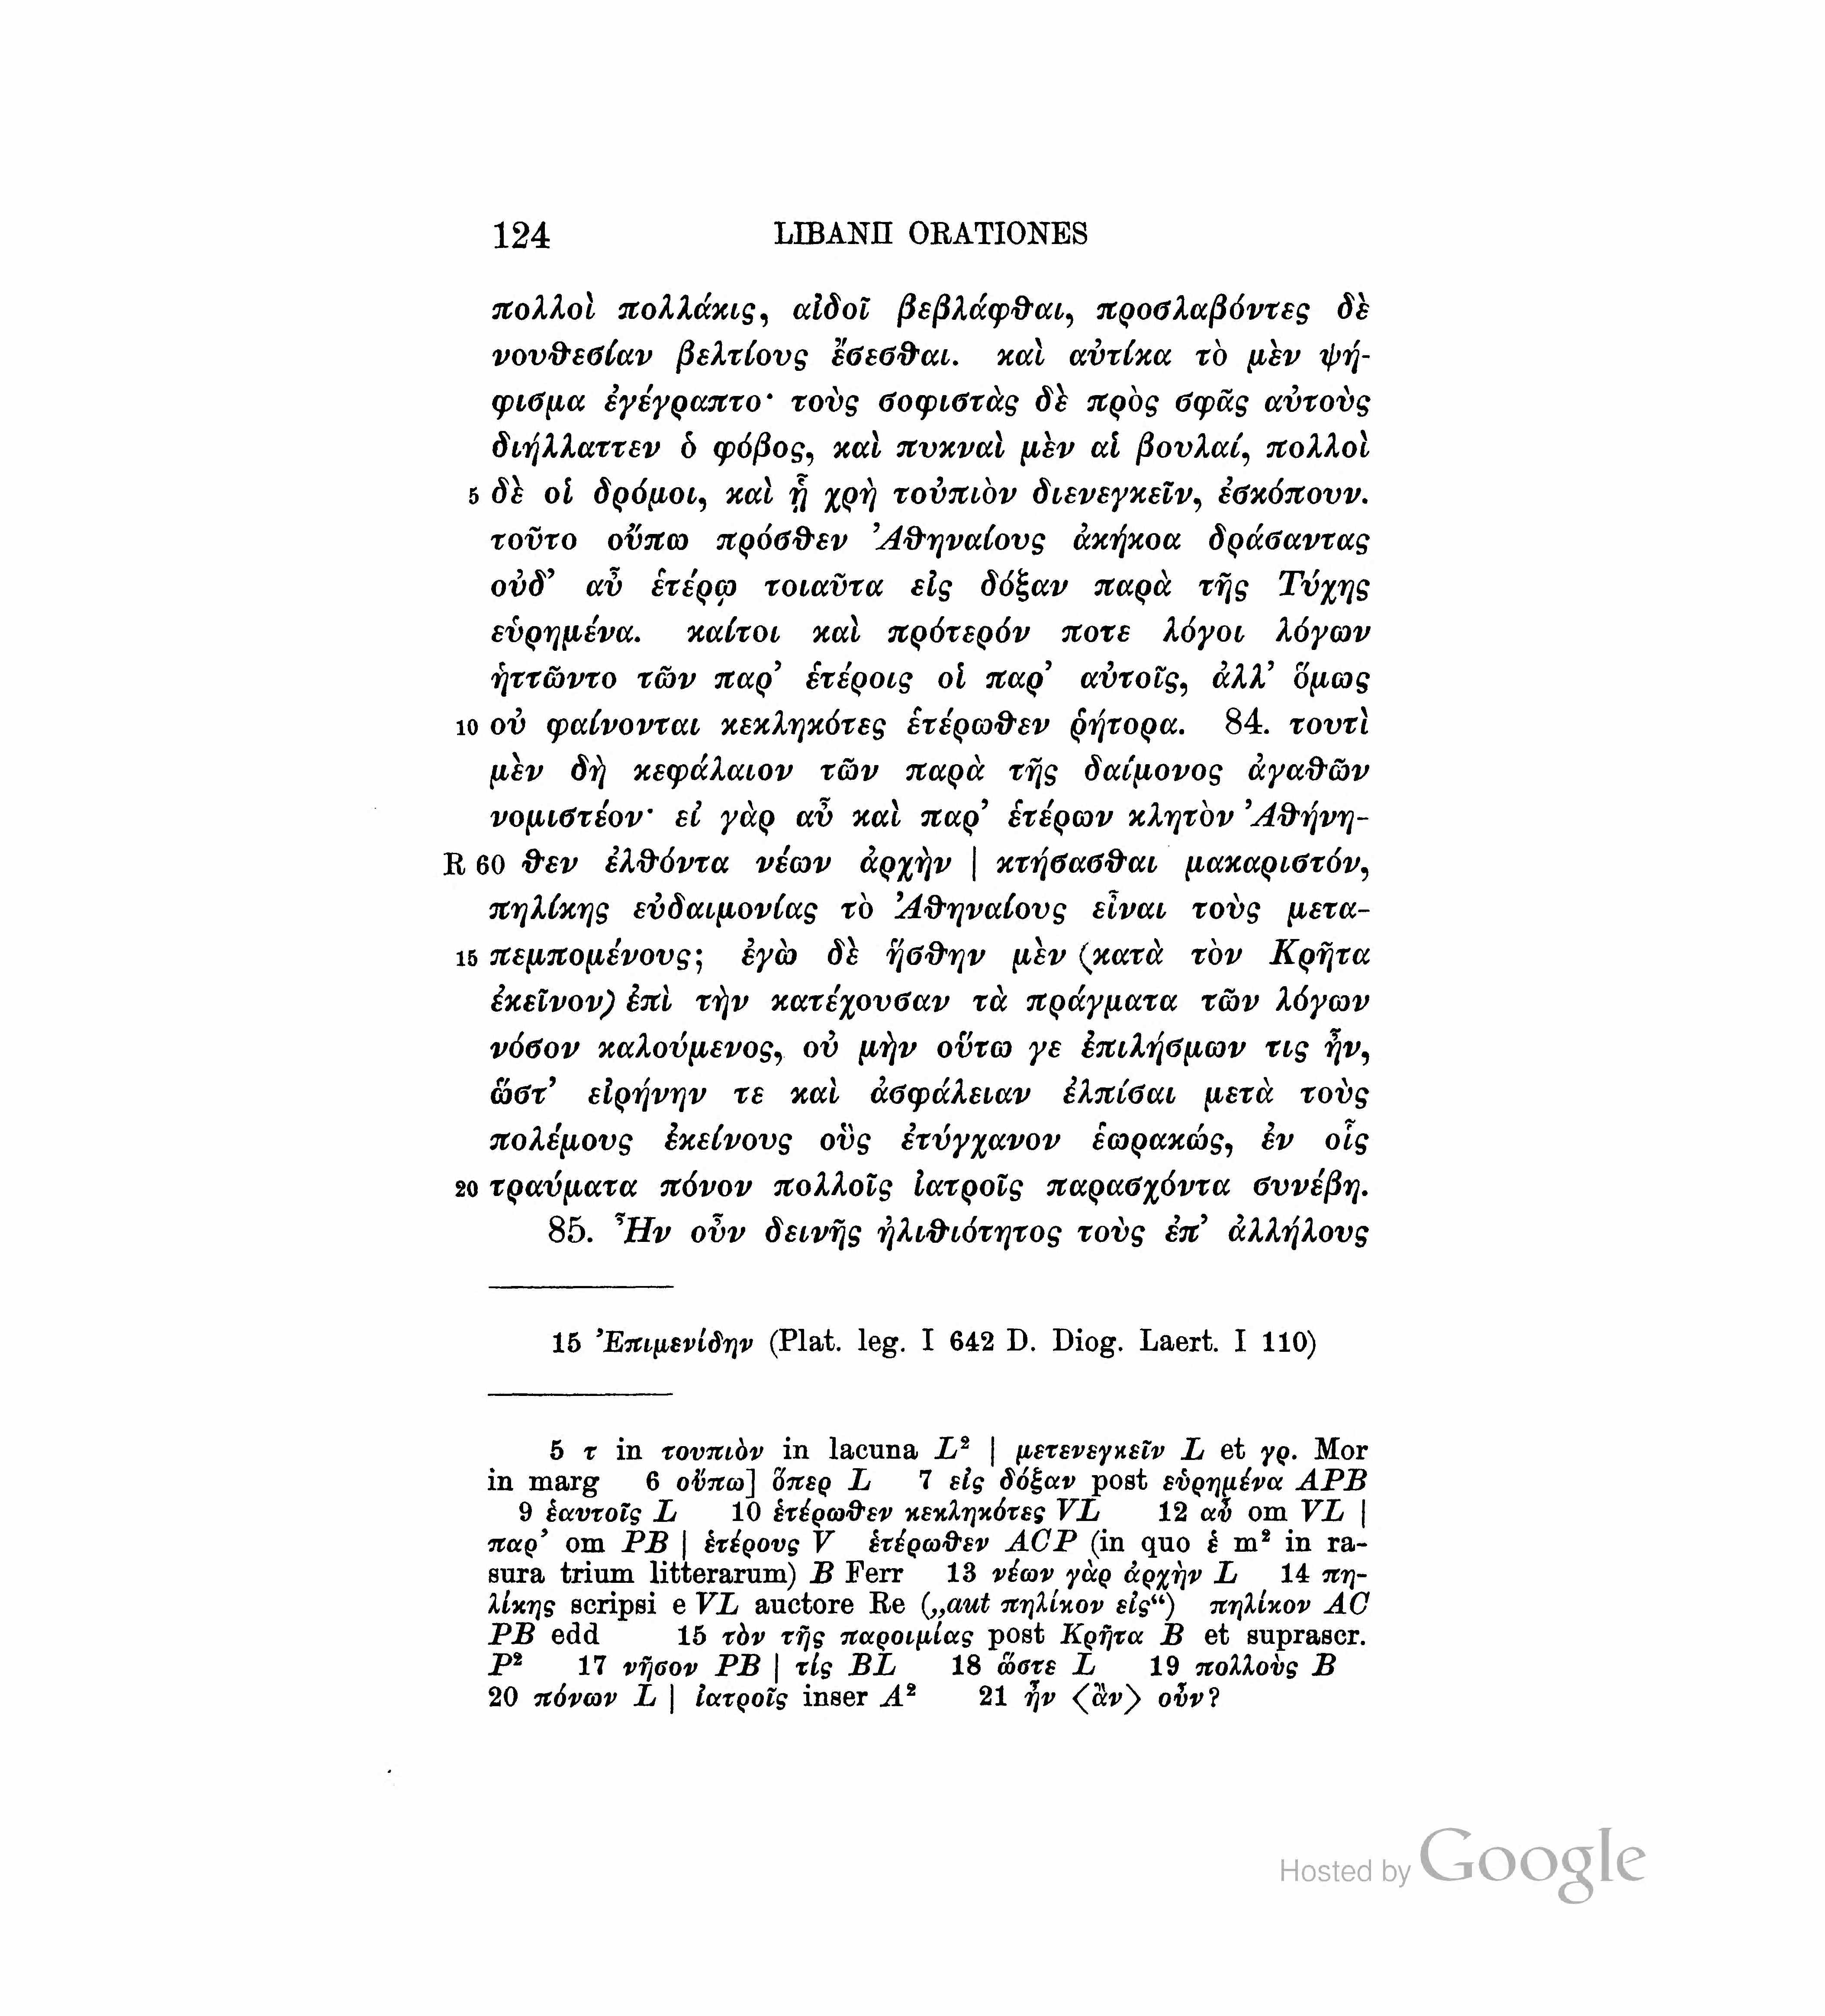 124 LIBANII ORATIONES
πολλοὶ πολλάκις, αἰδοῖ βεβλάφθαι, προσλαβόντες δὲ
νουθεσίαν βελτίους ἔσεσθαι. καὶ αὐτίκα τὸ μὲν ψή-
φισμα ἐγέγραπτο· τοὺς σοφιστὰς δὲ πρὸς σφᾶς αὐτοὺς
διήλλαττεν ὁ φόβος, καὶ πυκναὶ μὲν αἱ βουλαί, πολλοὶ
5 δὲ οἱ δρόμοι, καὶ ᾗ χρὴ τοὐπιὸν διενεγκεῖν, ἐσκόπουν.
τοῦτο οὔπω πρόσθεν Ἀθηναίους ἀκήκοα δράσαντας
οὐδ’ αὖ ἑτέρῳ τοιαῦτα εἰς δόξαν παρὰ τῆς Τύχης
εὑρημένα. καίτοι καὶ πρότερόν ποτε λόγοι λόγων
ἡττῶντο τῶν παρ’ ἑτέροις οἱ παρ’ αὐτοῖς, ἀλλ’ ὅμως
10 οὐ φαίνονται κεκληκότες ἑτέρωθεν ῥήτορα. 84. τουτὶ
μὲν δὴ κεφάλαιον τῶν παρὰ τῆς δαίμονος ἀγαθῶν
νομιστέον· εἰ γὰρ αὖ καὶ παρ’ ἑτέρων κλητὸν Ἀθήνη-
R 60 θεν ἐλθόντα νέων ἀρχὴν | κτήσασθαι μακαριστόν,
πηλίκης εὐδαιμονίας τὸ Ἀθηναίους εἶναι τοὺς μετα-
15 πεμπομένους; ἐγὼ δὲ ἥσθην μὲν (κατὰ τὸν Κρῆτα
ἐκεῖνον) ἐπὶ τὴν κατέχουσαν τὰ πράγματα τῶν λόγων
νόσον καλούμενος, οὐ μὴν οὕτω γε ἐπιλήσμων τις ἦν,
ὥστ’ εἰρήνην τε καὶ ἀσφάλειαν ἐλπίσαι μετὰ τοὺς
πολέμους ἐκείνους οὓς ἐτύγχανον ἑωρακώς, ἐν οἷς
20 τραύματα πόνον πολλοῖς ἰατροῖς παρασχόντα συνέβη.
85. Ἦν οὖν δεινῆς ἠλιθιότητος τοὺς ἐπ’ ἀλλήλους
15 Ἐπιμενίδην (Plat. leg. I 642 D. Diog. Laert. I 110)
5 τ in τουπιὸν in lacuna L² | μετενεγκεῖν L et γρ. Mor
in marg 6 οὔπω] ὅπερ L 7 εἰς δόξαν post εὑρημένα APB
9 ἑαυτοῖς L 10 ἑτέρωθεν κεκληκότες VL 12 αὖ om VL |
παρ’ om PB | ἑτέρους V ἑτέρωθεν ACP (in quo ἑ m² in ra-
sura trium litterarum) B Ferr 13 νέων γὰρ ἀρχὴν L 14 πη-
λίκης scripsi e VL auctore Re („aut πηλίκον εἰς“) πηλίκον AC
PB edd 15 τὸν τῆς παροιμίας post Κρῆτα B et suprascr.
P² 17 νῆσον PB | τίς BL 18 ὥστε L 19 πολλοὺς B
20 πόνων L | ἰατροῖς inser A² 21 ἦν ⟨ἂν⟩ οὖν?
Hosted by Google